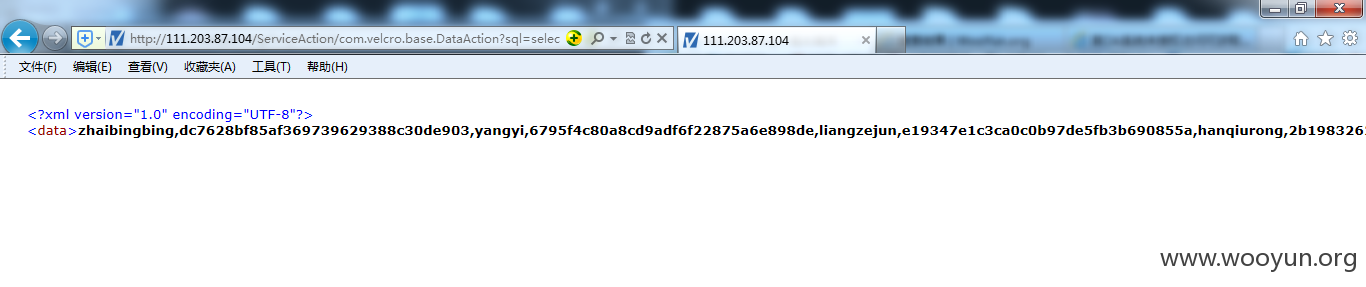 http://111.203.87.104/ServiceAction/com.velcro.base.DataAction?sql=selec
111.203.87.104
文件(F) 编辑(E) 查看(V) 收藏夹(A) 工具(T) 帮助(H)
<?xml version="1.0" encoding="UTF-8"?>
<data>zhaibingbing,dc7628bf85af369739629388c30de903,yangyi,6795f4c80a8cd9adf6f22875a6e898de,liangzejun,e19347e1c3ca0c0b97de5fb3b690855a,hanqiurong,2b198326
www.wooyun.org